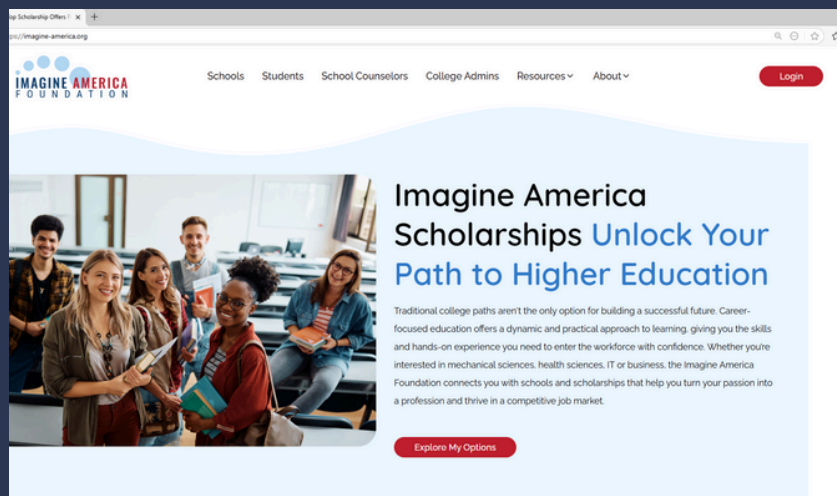 op Scholarship Offers F
ps://imagine-america.org
IMAGINE AMERICA
FOUNDATION
Schools Students School Counselors College Admins Resources About Login
Imagine America
Scholarships Unlock Your
Path to Higher Education
Traditional college paths aren't the only option for building a successful future. Career-
focused education offers a dynamic and practical approach to learning, giving you the skills
and hands-on experience you need to enter the workforce with confidence. Whether you're
interested in mechanical sciences, health sciences, IT or business, the Imagine America
Foundation connects you with schools and scholarships that help you turn your passion into
a profession and thrive in a competitive job market.
Explore My Options